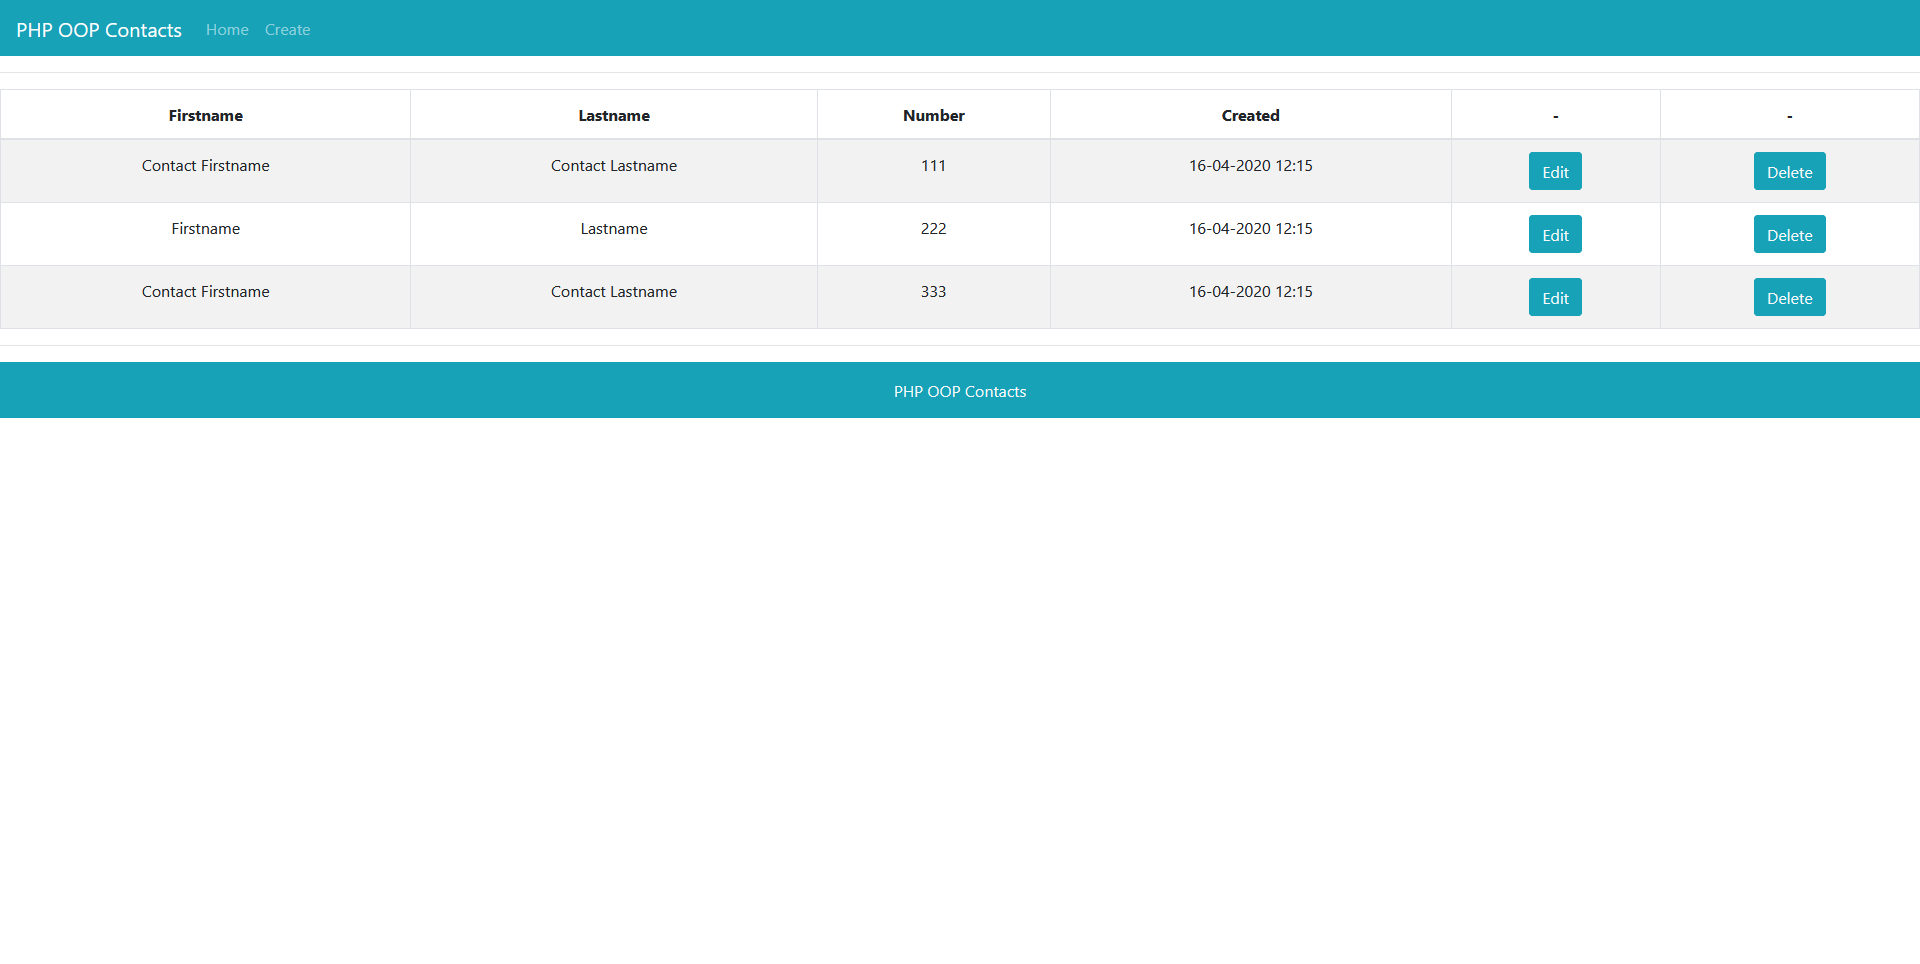 PHP OOP Contacts Home Create
Firstname Lastname Number Created - -
Contact Firstname Contact Lastname 111 16-04-2020 12:15 Edit Delete
Firstname Lastname 222 16-04-2020 12:15 Edit Delete
Contact Firstname Contact Lastname 333 16-04-2020 12:15 Edit Delete
PHP OOP Contacts